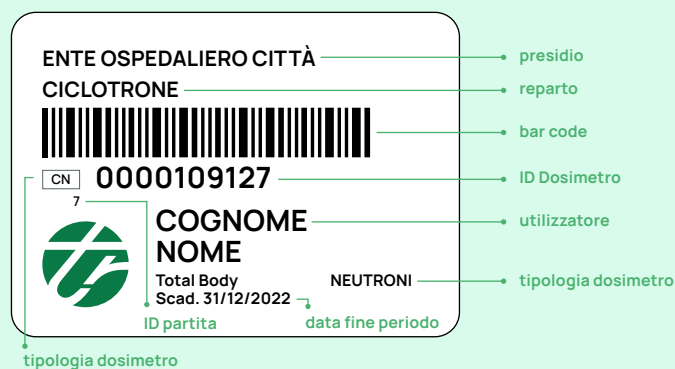 ENTE OSPEDALIERO CITTÀ
presidio
CICLOTRONE
reparto
bar code
CN
0000109127
ID Dosimetro
7
COGNOME
utilizzatore
NOME
Total Body
NEUTRONI
tipologia dosimetro
Scad. 31/12/2022
ID partita
data fine periodo
tipologia dosimetro